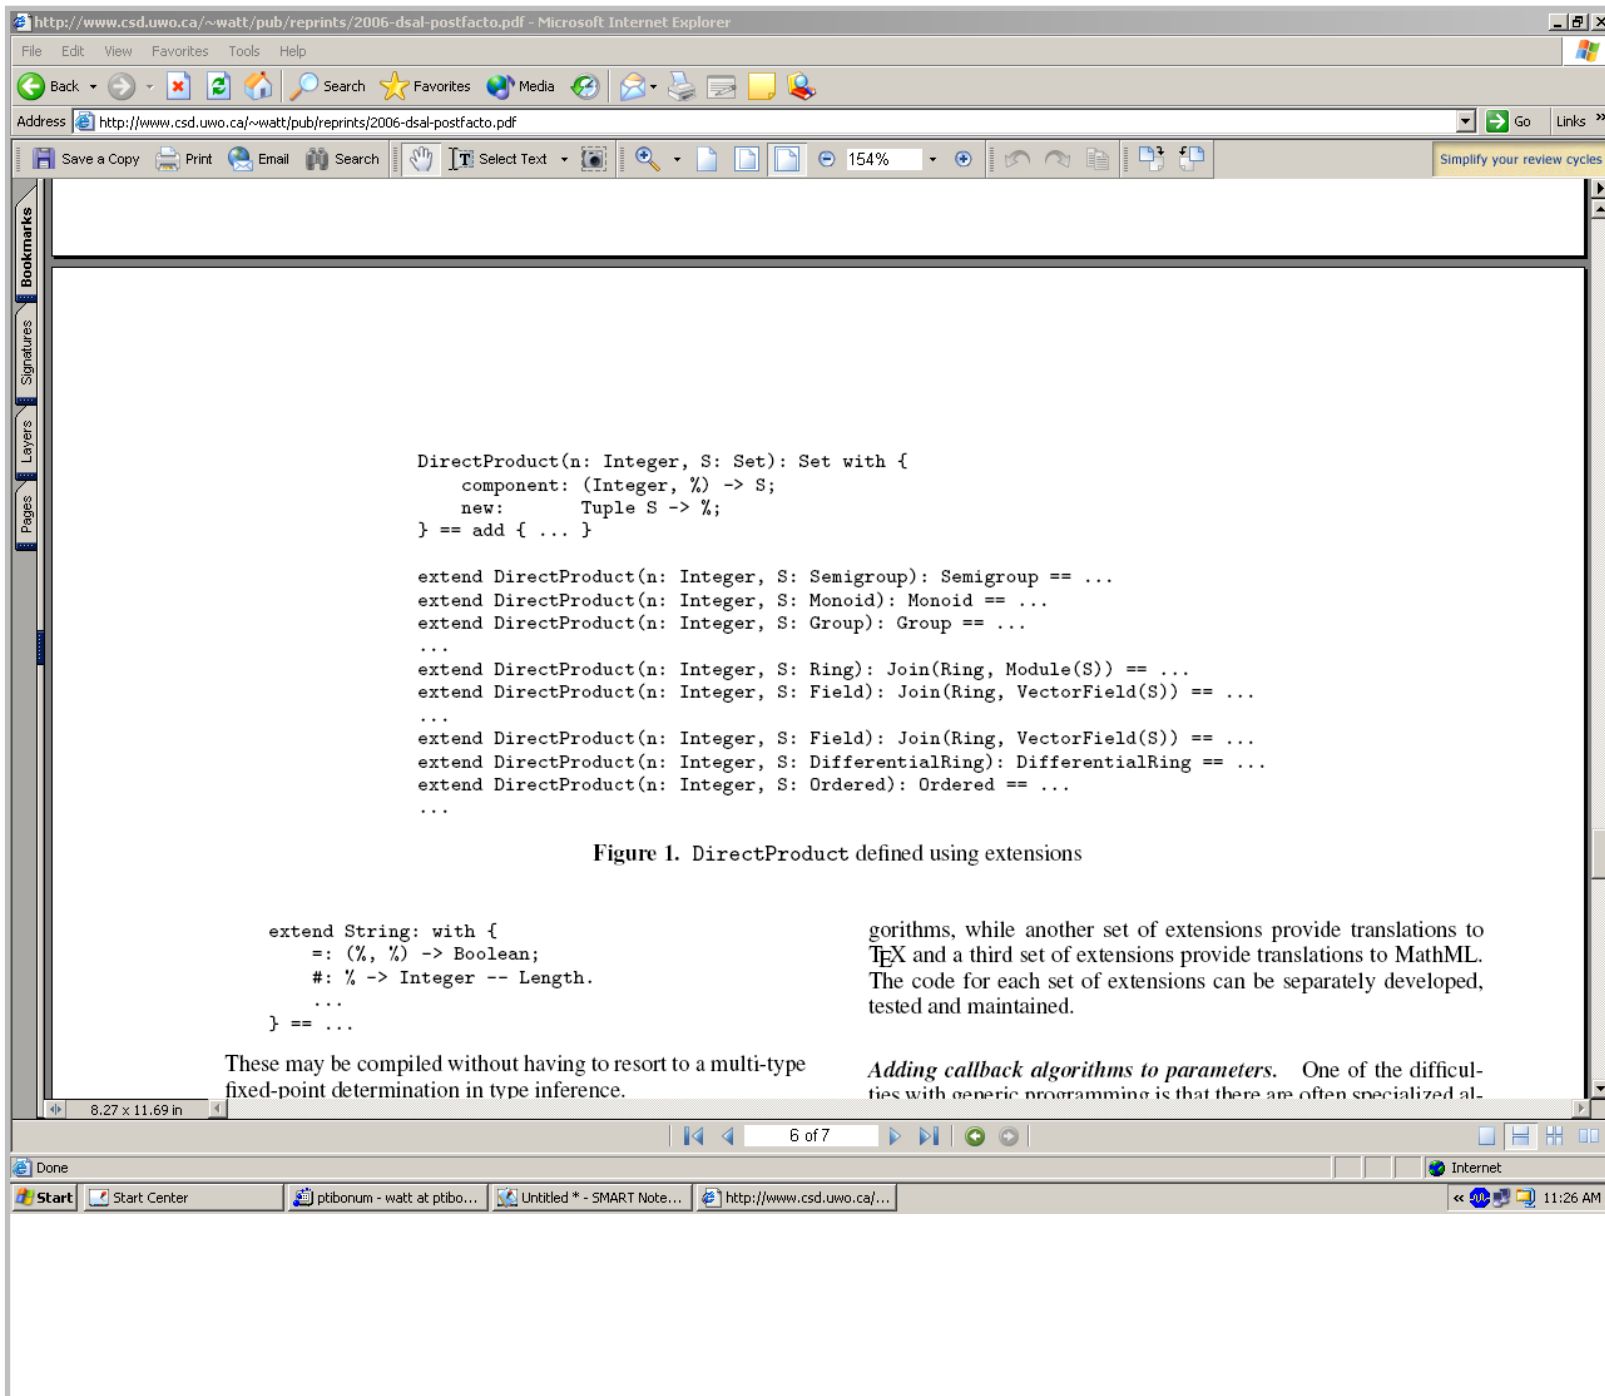 http://www.csd.uwo.ca/~watt/pub/reprints/2006-dsal-postfacto.pdf - Microsoft Internet Explorer
File Edit View Favorites Tools Help
Back Search Favorites Media
Address http://www.csd.uwo.ca/~watt/pub/reprints/2006-dsal-postfacto.pdf Go Links »
Save a Copy Print Email Search Select Text 154% Simplify your review cycles
Bookmarks
Signatures
Layers
Pages
DirectProduct(n: Integer, S: Set): Set with {
    component: (Integer, %) -> S;
    new:       Tuple S -> %;
} == add { ... }
extend DirectProduct(n: Integer, S: Semigroup): Semigroup == ...
extend DirectProduct(n: Integer, S: Monoid): Monoid == ...
extend DirectProduct(n: Integer, S: Group): Group == ...
...
extend DirectProduct(n: Integer, S: Ring): Join(Ring, Module(S)) == ...
extend DirectProduct(n: Integer, S: Field): Join(Ring, VectorField(S)) == ...
...
extend DirectProduct(n: Integer, S: Field): Join(Ring, VectorField(S)) == ...
extend DirectProduct(n: Integer, S: DifferentialRing): DifferentialRing == ...
extend DirectProduct(n: Integer, S: Ordered): Ordered == ...
...
Figure 1. DirectProduct defined using extensions
extend String: with {
    =: (%, %) -> Boolean;
    #: % -> Integer -- Length.
    ...
} == ...
These may be compiled without having to resort to a multi-type
fixed-point determination in type inference.
gorithms, while another set of extensions provide translations to
TEX and a third set of extensions provide translations to MathML.
The code for each set of extensions can be separately developed,
tested and maintained.
Adding callback algorithms to parameters. One of the difficul-
ties with generic programming is that there are often specialized al-
8.27 x 11.69 in
6 of 7
Done Internet
Start Start Center ptibonum - watt at ptibo... Untitled * - SMART Note... http://www.csd.uwo.ca/... « 11:26 AM